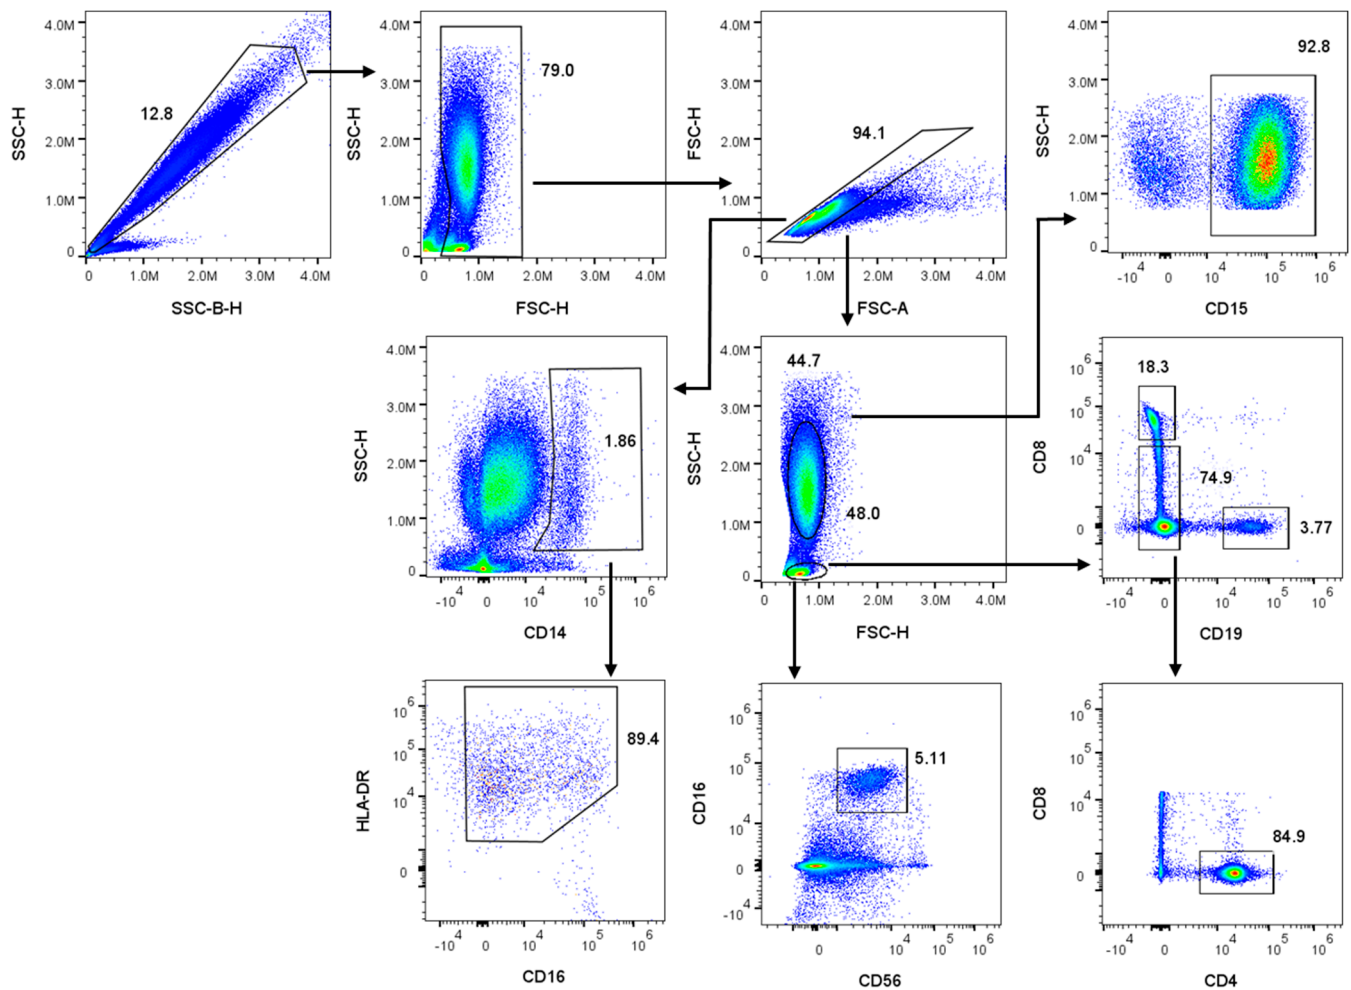 4.0M
3.0M
2.0M
1.0M
0
SSC-H
12.8
0 1.0M 2.0M 3.0M 4.0M
SSC-B-H
4.0M
3.0M
2.0M
1.0M
0
SSC-H
79.0
0 1.0M 2.0M 3.0M 4.0M
FSC-H
4.0M
3.0M
2.0M
1.0M
0
FSC-H
94.1
0 1.0M 2.0M 3.0M 4.0M
FSC-A
4.0M
3.0M
2.0M
1.0M
0
SSC-H
92.8
-10 4 0 10 4 10 5 10 6
CD15
4.0M
3.0M
2.0M
1.0M
0
SSC-H
1.86
-10 4 0 10 4 10 5 10 6
CD14
4.0M
3.0M
2.0M
1.0M
0
SSC-H
44.7
48.0
0 1.0M 2.0M 3.0M 4.0M
FSC-H
10 6
10 5
10 4
0
CD8
18.3
74.9
3.77
-10 4 0 10 4 10 5 10 6
CD19
10 6
10 5
10 4
0
HLA-DR
89.4
-10 4 0 10 4 10 5 10 6
CD16
10 6
10 5
10 4
0
-10 4
CD16
5.11
0 10 4 10 5 10 6
CD56
10 6
10 5
10 4
0
CD8
84.9
-10 4 0 10 4 10 5 10 6
CD4